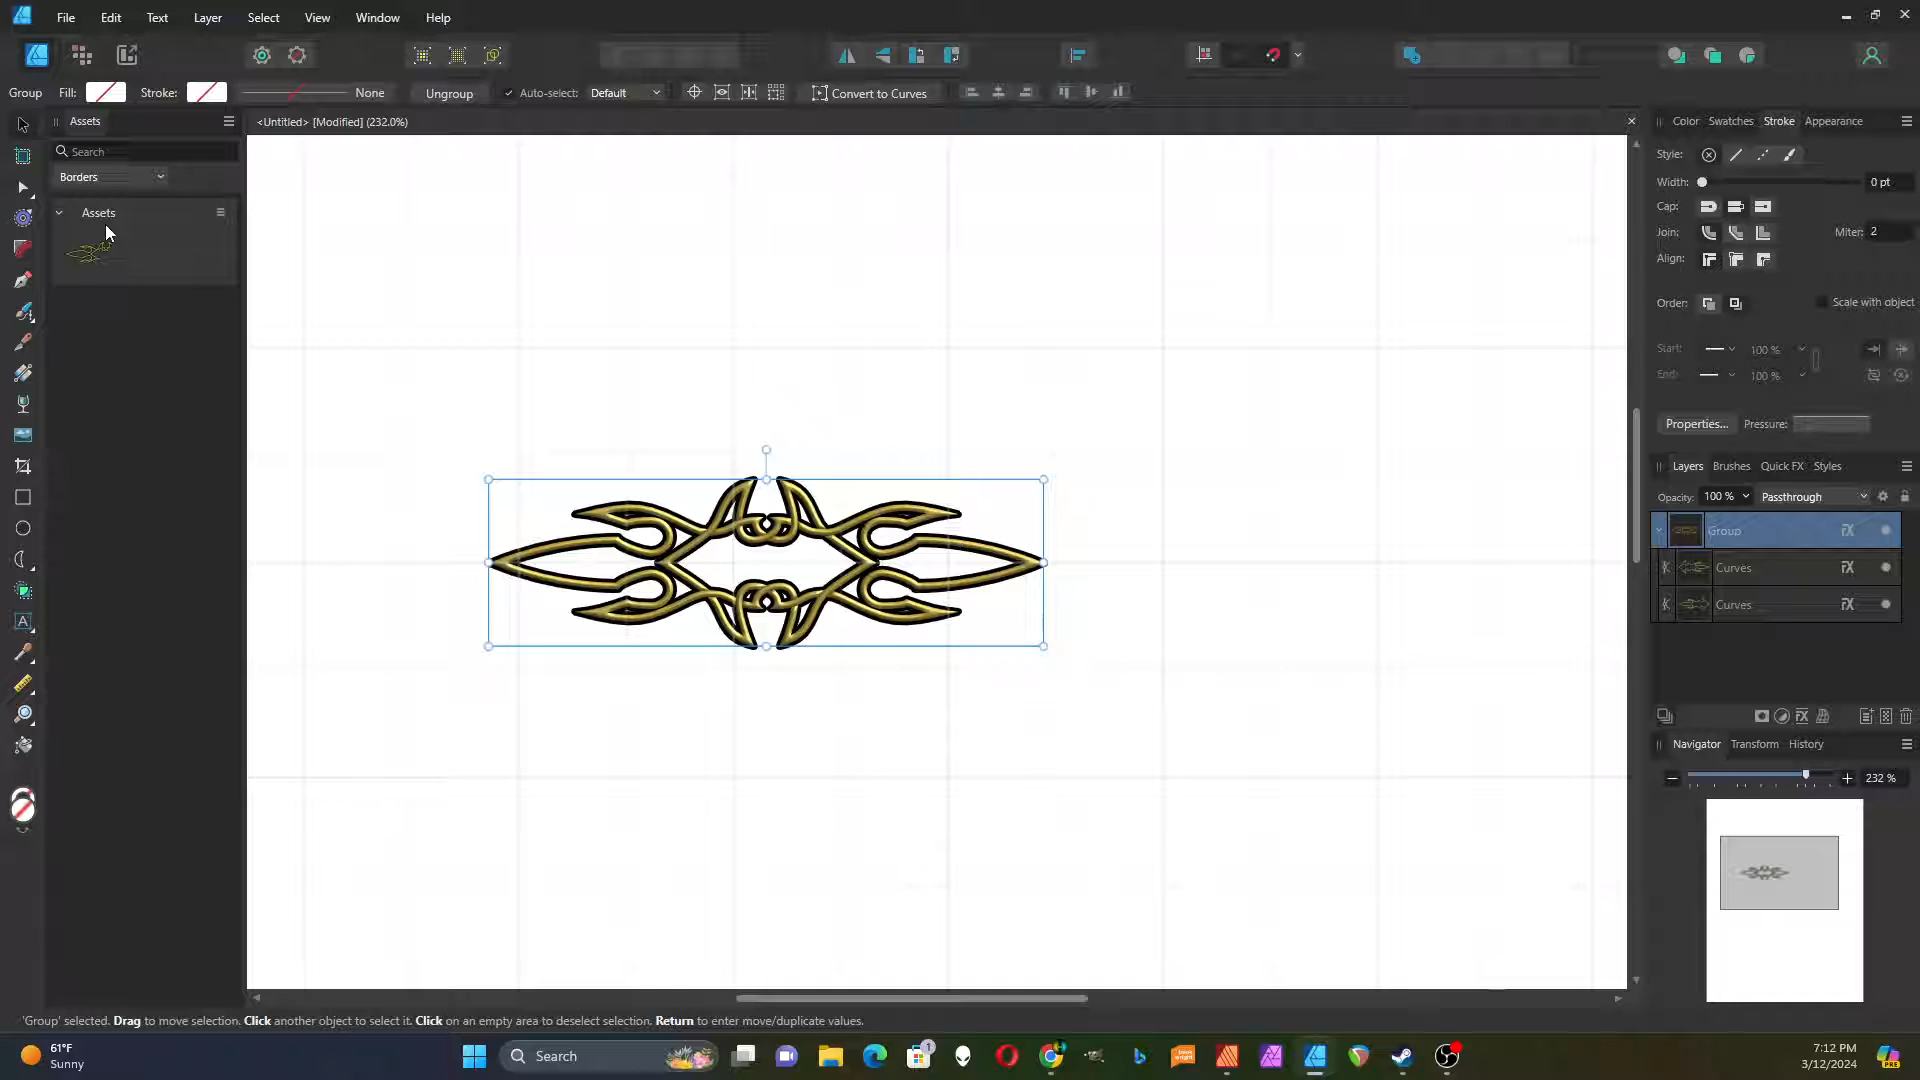 File Edit Text Layer Select View Window Help
Group Fill: Stroke: None Ungroup Auto-select: Default Convert to Curves
Assets
<Untitled> [Modified] (232.0%)
Search
Borders
Assets
Color Swatches Stroke Appearance
Style:
Width: 0 pt
Cap:
Join: Miter: 2
Align:
Order: Scale with object
Start: 100 %
End: 100 %
Properties... Pressure:
Layers Brushes Quick FX Styles
Opacity: 100 % Passthrough
Group
Curves
Curves
Navigator Transform History
232 %
'Group' selected. Drag to move selection. Click another object to select it. Click on an empty area to deselect selection. Return to enter move/duplicate values.
61°F
Sunny
Search
1
7:12 PM
3/12/2024